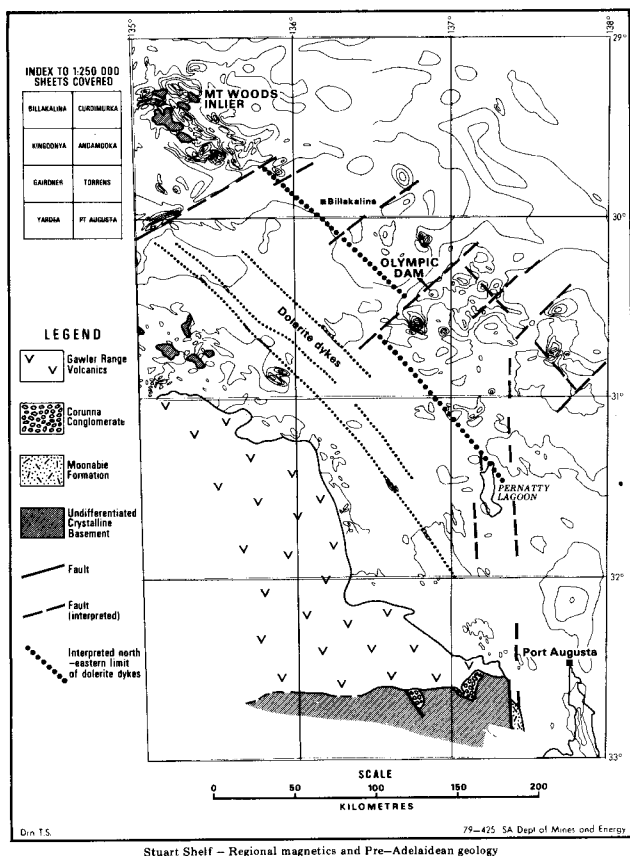 135°
136°
137°
138°
29°
30°
31°
32°
33°
INDEX TO 1:250 000
SHEETS COVERED
BILLAKALINA CURDIMURKA
KINGOONYA ANDAMOOKA
GAIRDNER TORRENS
YARDEA PT AUGUSTA
MT WOODS
INLIER
Billakalina
OLYMPIC
DAM
Dolerite dykes
PERNATTY
LAGOON
Port Augusta
LEGEND
Gawler Range
Volcanics
Corunna
Conglomerate
Moonabie
Formation
Undifferentiated
Crystalline
Basement
Fault
Fault
(interpreted)
Interpreted north
-eastern limit
of dolerite dykes
SCALE
0 50 100 150 200
KILOMETRES
Drn T.S.
79-425 SA Dept of Mines and Energy
Stuart Shelf - Regional magnetics and Pre-Adelaidean geology